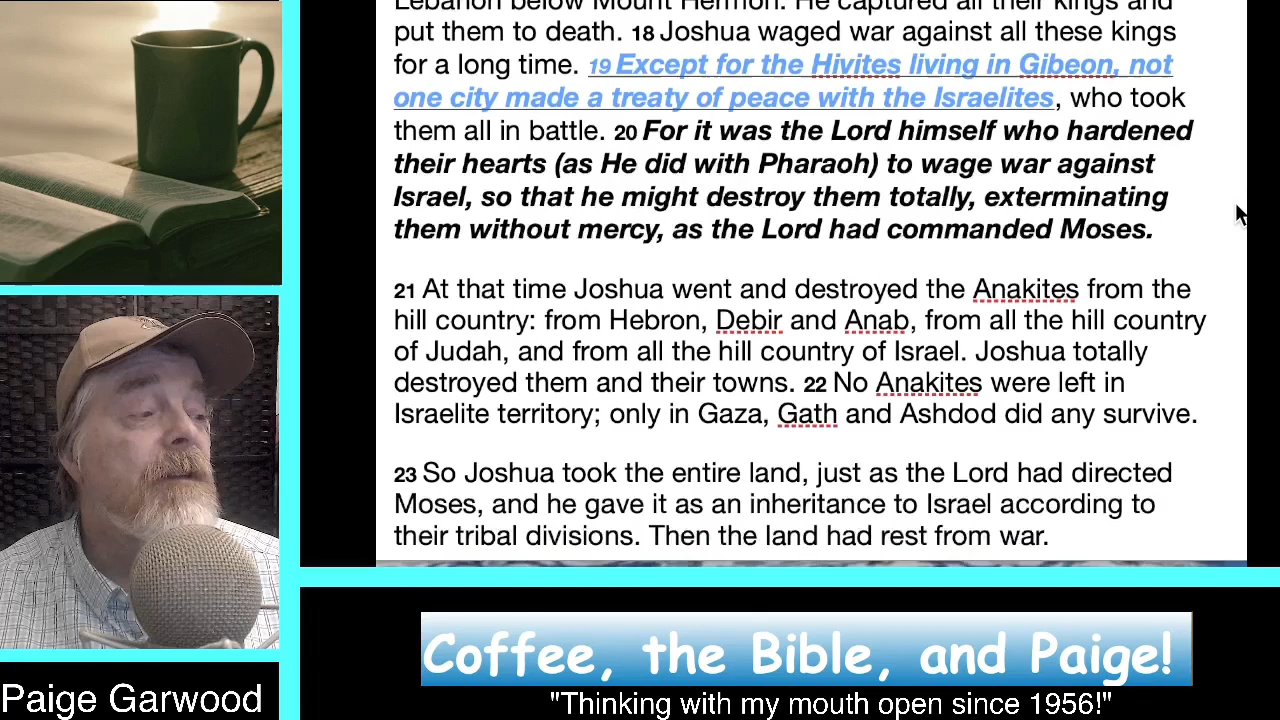 Lebanon below Mount Hermon. He captured all their kings and
put them to death. 18 Joshua waged war against all these kings
for a long time. 19 Except for the Hivites living in Gibeon, not
one city made a treaty of peace with the Israelites, who took
them all in battle. 20 For it was the Lord himself who hardened
their hearts (as He did with Pharaoh) to wage war against
Israel, so that he might destroy them totally, exterminating
them without mercy, as the Lord had commanded Moses.
21 At that time Joshua went and destroyed the Anakites from the
hill country: from Hebron, Debir and Anab, from all the hill country
of Judah, and from all the hill country of Israel. Joshua totally
destroyed them and their towns. 22 No Anakites were left in
Israelite territory; only in Gaza, Gath and Ashdod did any survive.
23 So Joshua took the entire land, just as the Lord had directed
Moses, and he gave it as an inheritance to Israel according to
their tribal divisions. Then the land had rest from war.
Coffee, the Bible, and Paige!
"Thinking with my mouth open since 1956!"
Paige Garwood